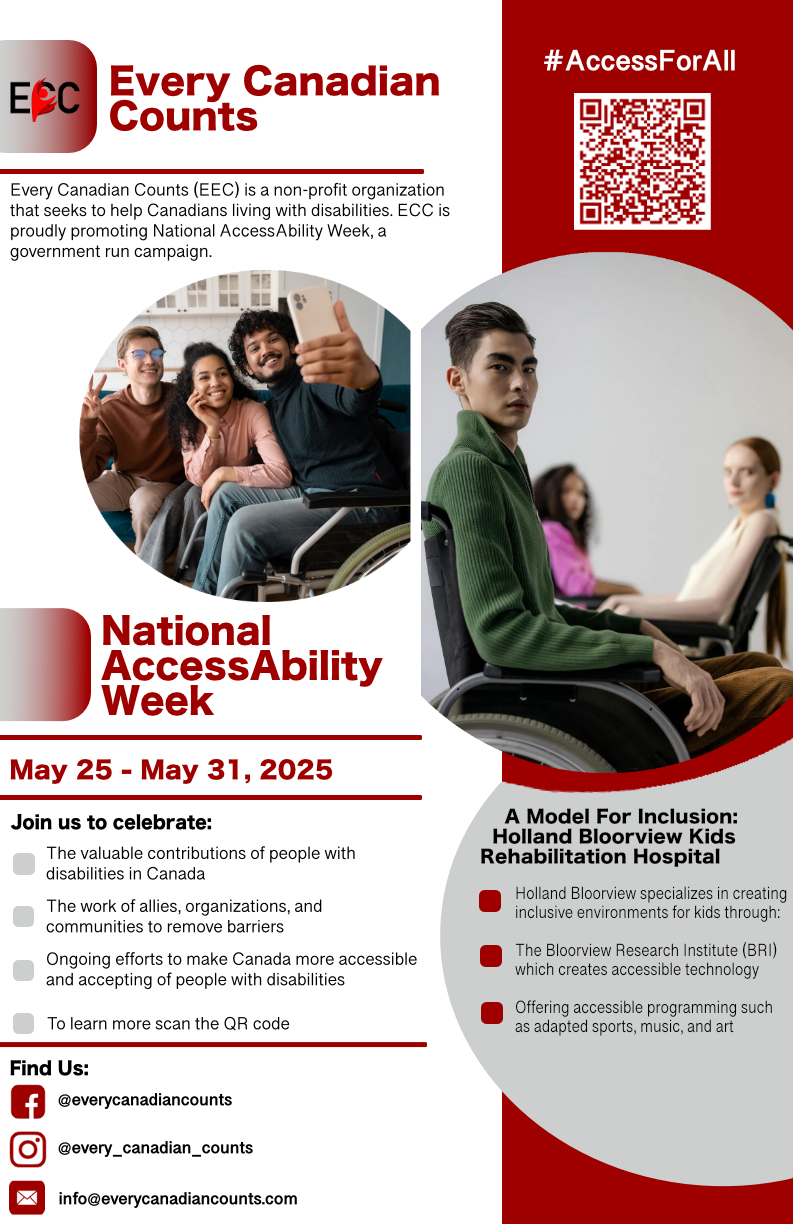 ECC
Every Canadian
Counts
Every Canadian Counts (EEC) is a non-profit organization
that seeks to help Canadians living with disabilities. ECC is
proudly promoting National AccessAbility Week, a
government run campaign.
#AccessForAll
National
AccessAbility
Week
May 25 - May 31, 2025
Join us to celebrate:
The valuable contributions of people with
disabilities in Canada
The work of allies, organizations, and
communities to remove barriers
Ongoing efforts to make Canada more accessible
and accepting of people with disabilities
To learn more scan the QR code
Find Us:
@everycanadiancounts
@every_canadian_counts
info@everycanadiancounts.com
A Model For Inclusion:
Holland Bloorview Kids
Rehabilitation Hospital
Holland Bloorview specializes in creating
inclusive environments for kids through:
The Bloorview Research Institute (BRI)
which creates accessible technology
Offering accessible programming such
as adapted sports, music, and art